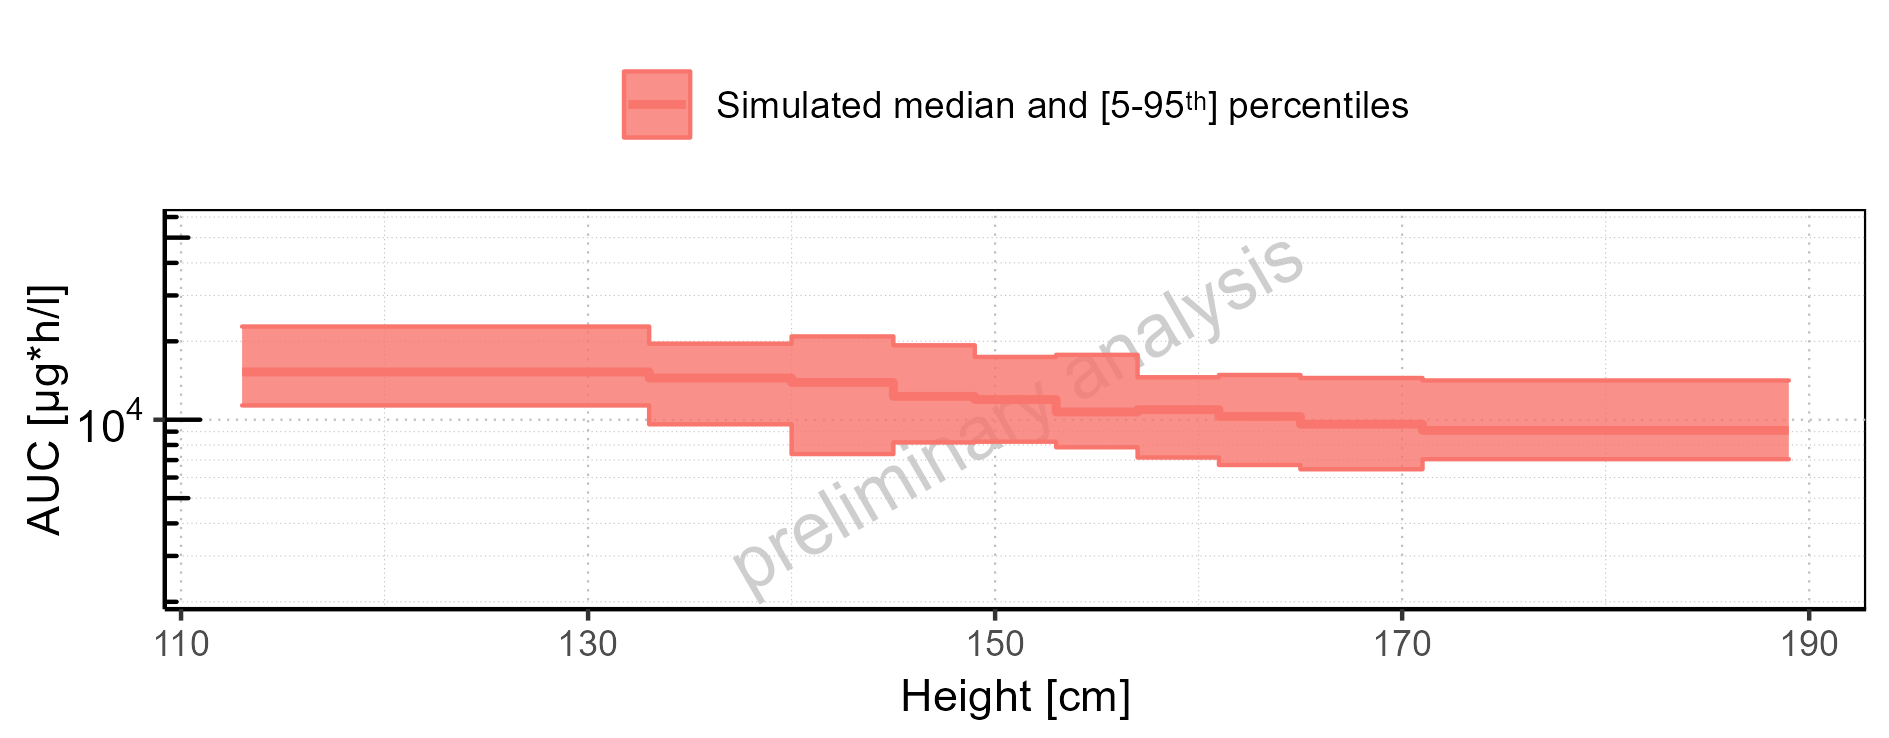 Simulated median and [5-95ᵗʰ] percentiles
preliminary analysis
AUC [µg*h/l]
10⁴
110 130 150 170 190
Height [cm]